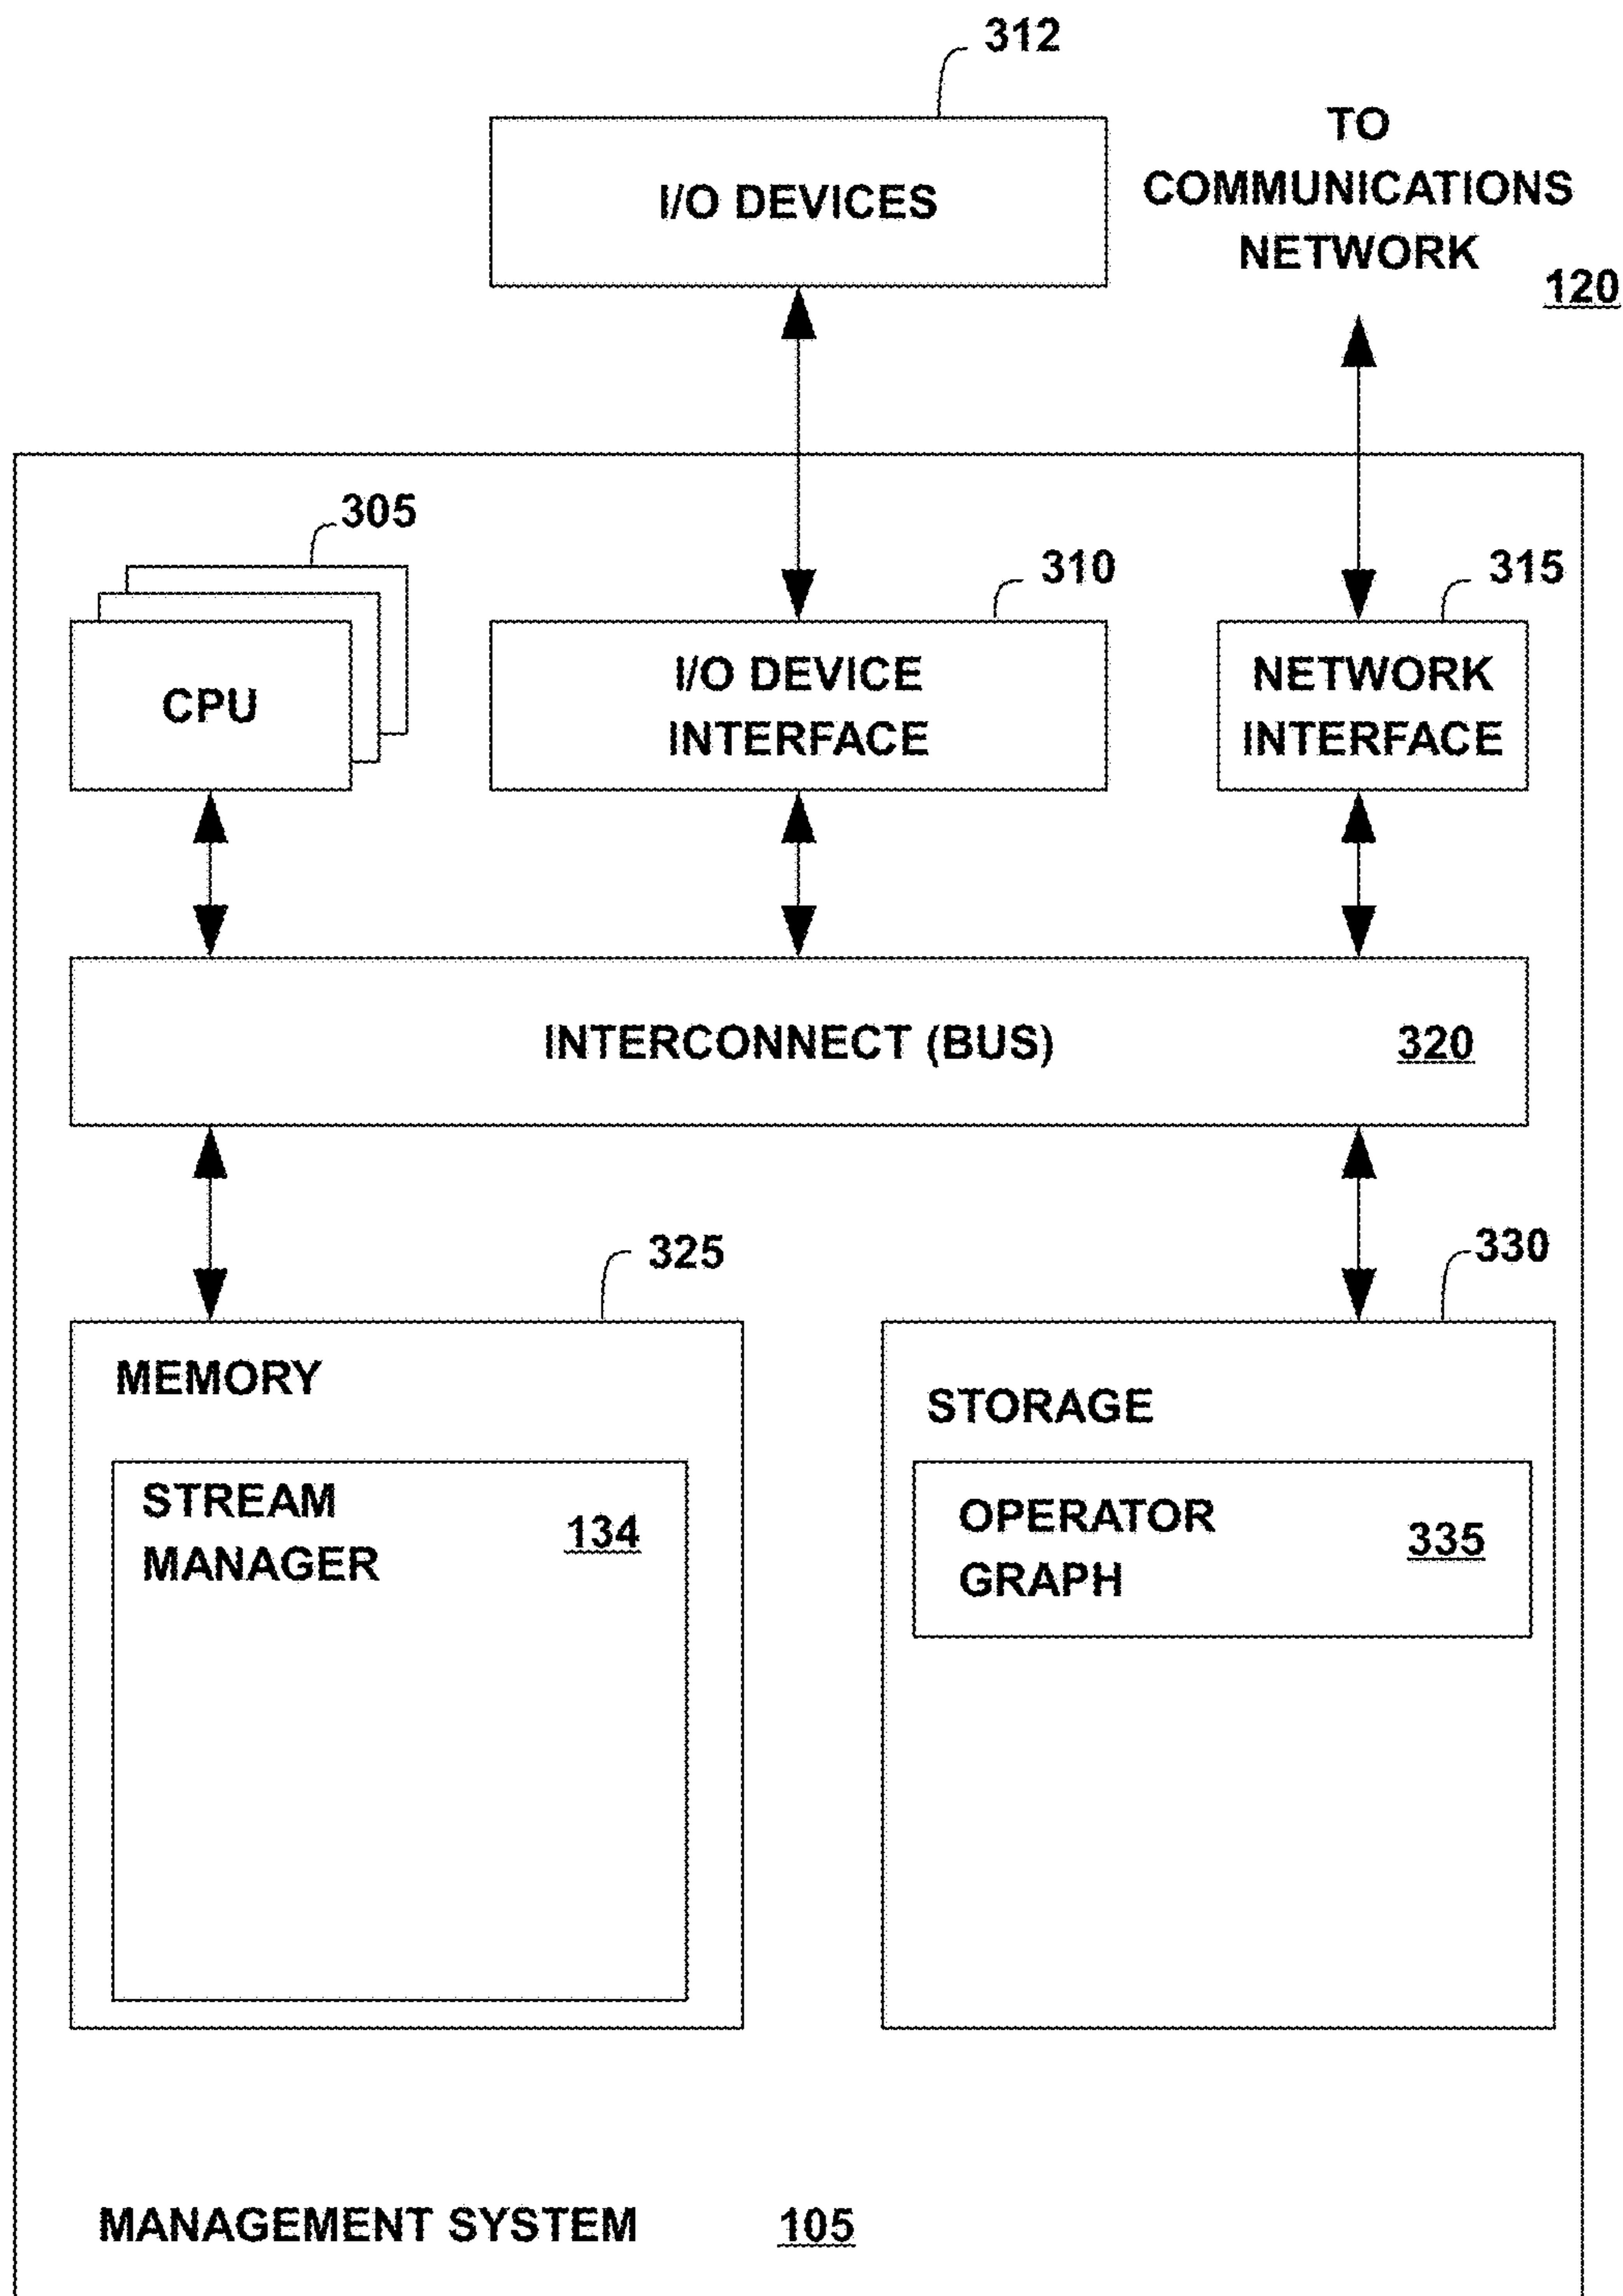 312
I/O DEVICES
TO
COMMUNICATIONS
NETWORK
120
305
310
315
CPU
I/O DEVICE
INTERFACE
NETWORK
INTERFACE
INTERCONNECT (BUS)
320
325
330
MEMORY
STREAM
MANAGER
134
STORAGE
OPERATOR
GRAPH
335
MANAGEMENT SYSTEM
105